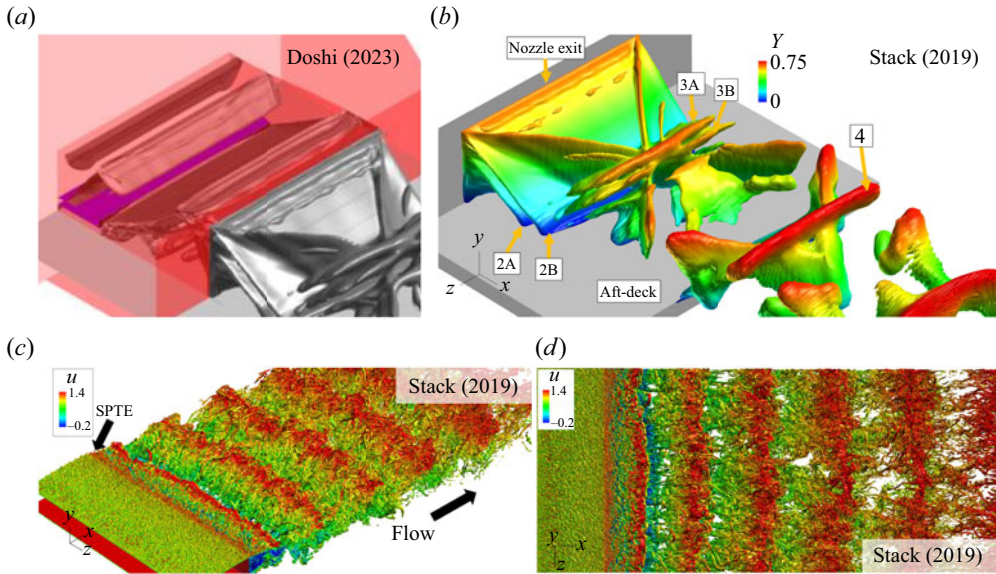 (a)
Doshi (2023)
(b)
Nozzle exit
3A
3B
Y
0.75
0
Stack (2019)
4
2A
2B
y
z
x
Aft-deck
(c)
u
1.4
–0.2
SPTE
Stack (2019)
y
x
z
Flow
(d)
u
1.4
–0.2
y
x
z
Stack (2019)